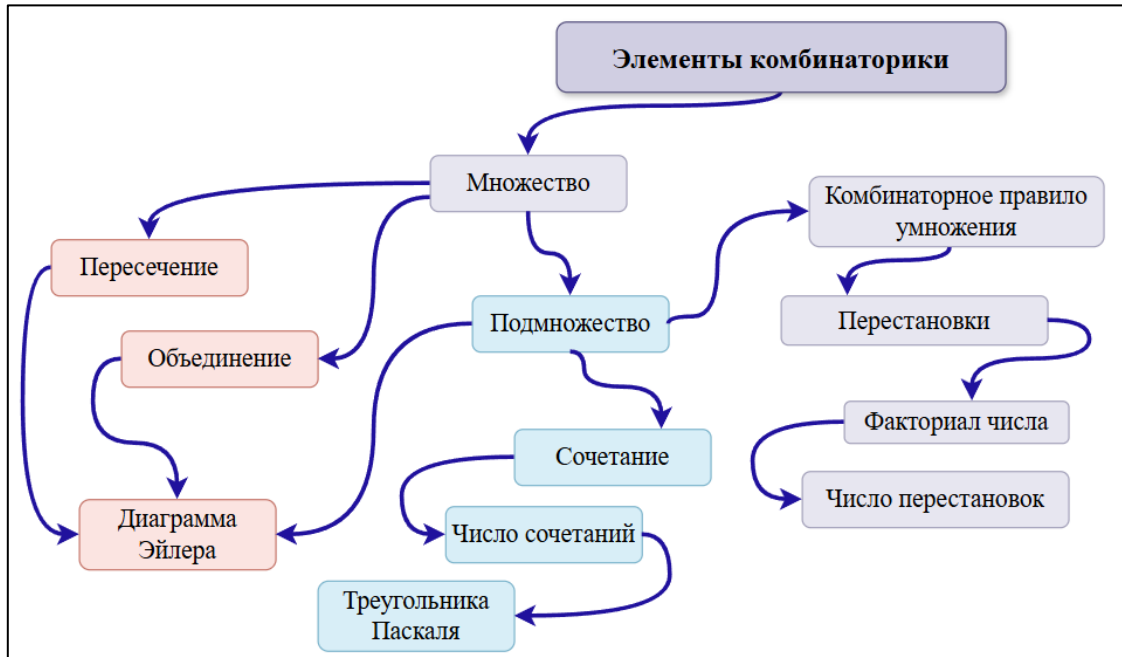 Элементы комбинаторики
Множество
Комбинаторное правило
умножения
Пересечение
Подмножество
Перестановки
Объединение
Факториал числа
Сочетание
Число перестановок
Диаграмма
Эйлера
Число сочетаний
Треугольника
Паскаля